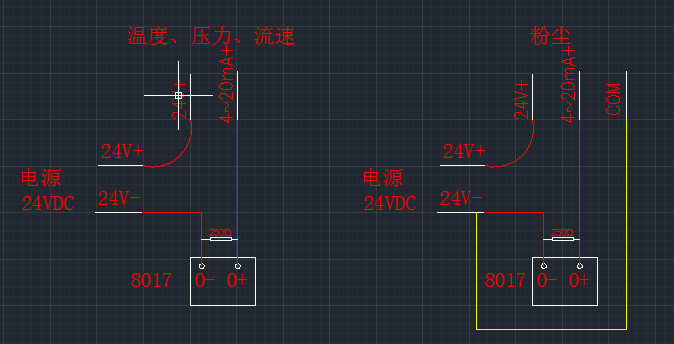 温度、压力、流速
24V+
4~20mA+
24V+
电源
24VDC
24V-
250Ω
8017
0-
0+
粉尘
24V+
4~20mA+
COM
24V+
电源
24VDC
24V-
250Ω
8017
0-
0+